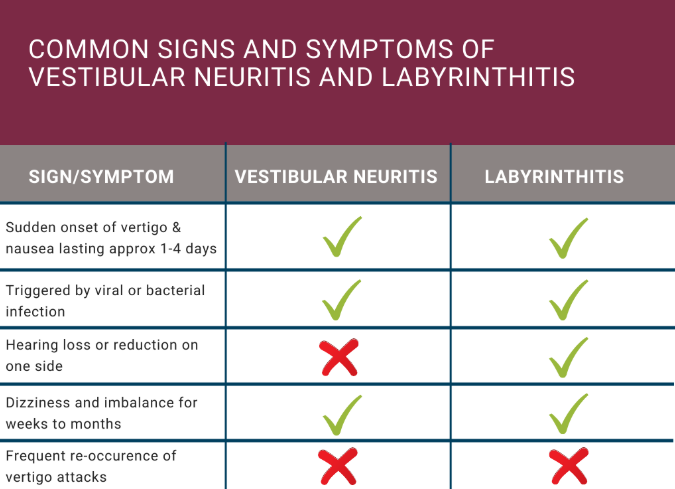 COMMON SIGNS AND SYMPTOMS OF
VESTIBULAR NEURITIS AND LABYRINTHITIS
SIGN/SYMPTOM VESTIBULAR NEURITIS LABYRINTHITIS
Sudden onset of vertigo &
nausea lasting approx 1-4 days
Triggered by viral or bacterial
infection
Hearing loss or reduction on
one side
Dizziness and imbalance for
weeks to months
Frequent re-occurence of
vertigo attacks